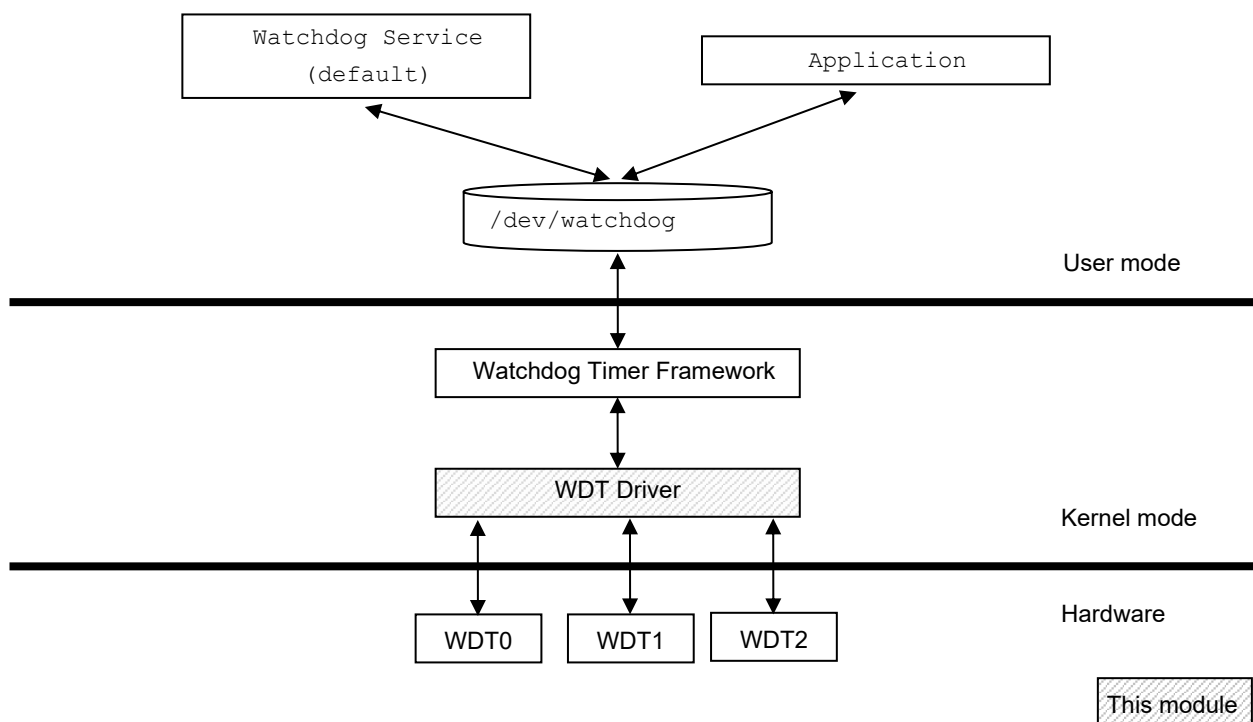 Watchdog Service
(default)
Application
/dev/watchdog
User mode
Watchdog Timer Framework
WDT Driver
Kernel mode
Hardware
WDT0
WDT1
WDT2
This module